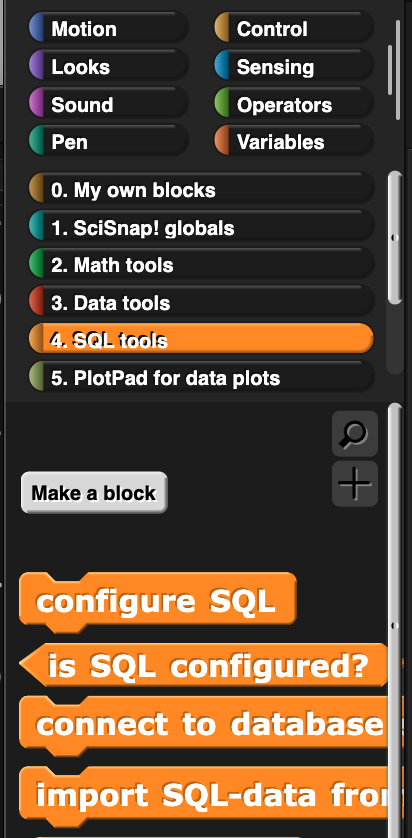 Motion
Control
Looks
Sensing
Sound
Operators
Pen
Variables
0. My own blocks
1. SciSnap! globals
2. Math tools
3. Data tools
4. SQL tools
5. PlotPad for data plots
Make a block
configure SQL
is SQL configured?
connect to database
import SQL-data from